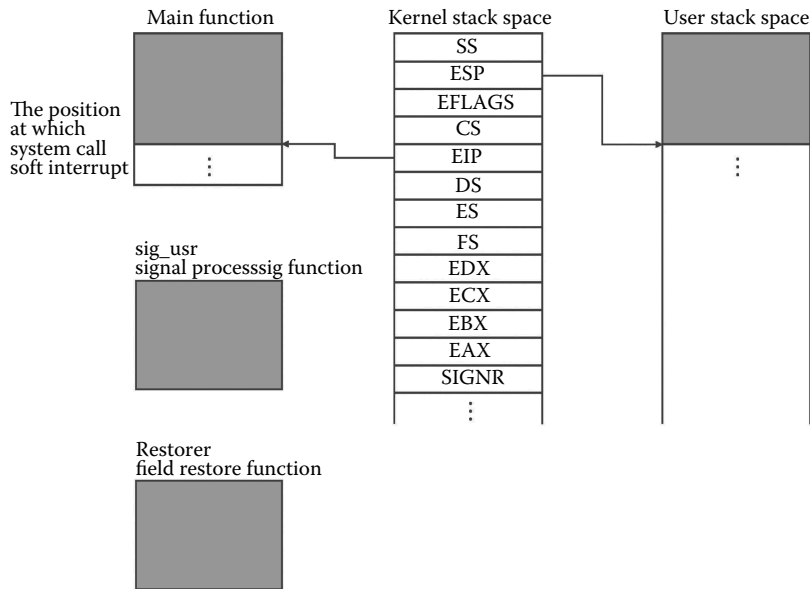 Main function
Kernel stack space
User stack space
The position
at which
system call
soft interrupt
⋮
SS
ESP
EFLAGS
CS
EIP
DS
ES
FS
EDX
ECX
EBX
EAX
SIGNR
⋮
⋮
sig_usr
signal processsig function
Restorer
field restore function